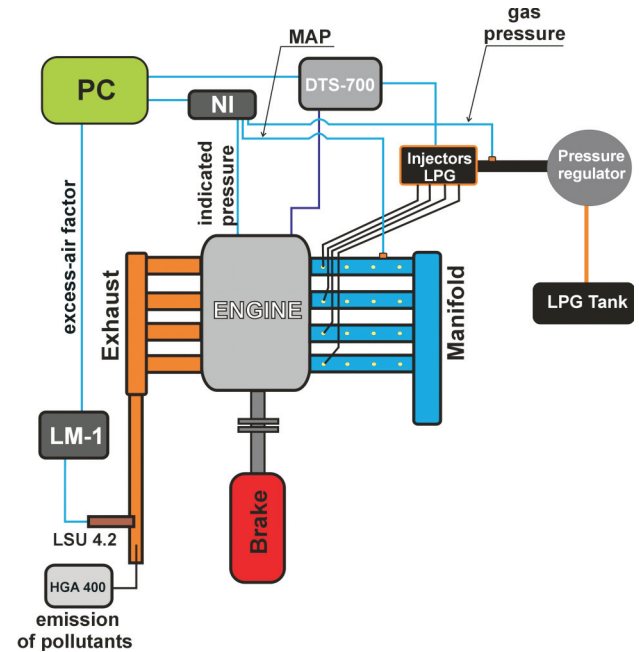 gas
pressure
MAP
PC
DTS-700
NI
Injectors
LPG
Pressure
regulator
indicated
pressure
excess-air factor
Exhaust
ENGINE
Manifold
LPG Tank
LM-1
Brake
LSU 4.2
HGA 400
emission
of pollutants